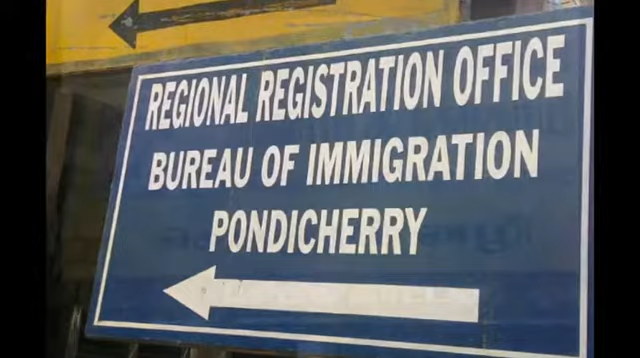 REGIONAL REGISTRATION OFFICE
BUREAU OF IMMIGRATION
PONDICHERRY